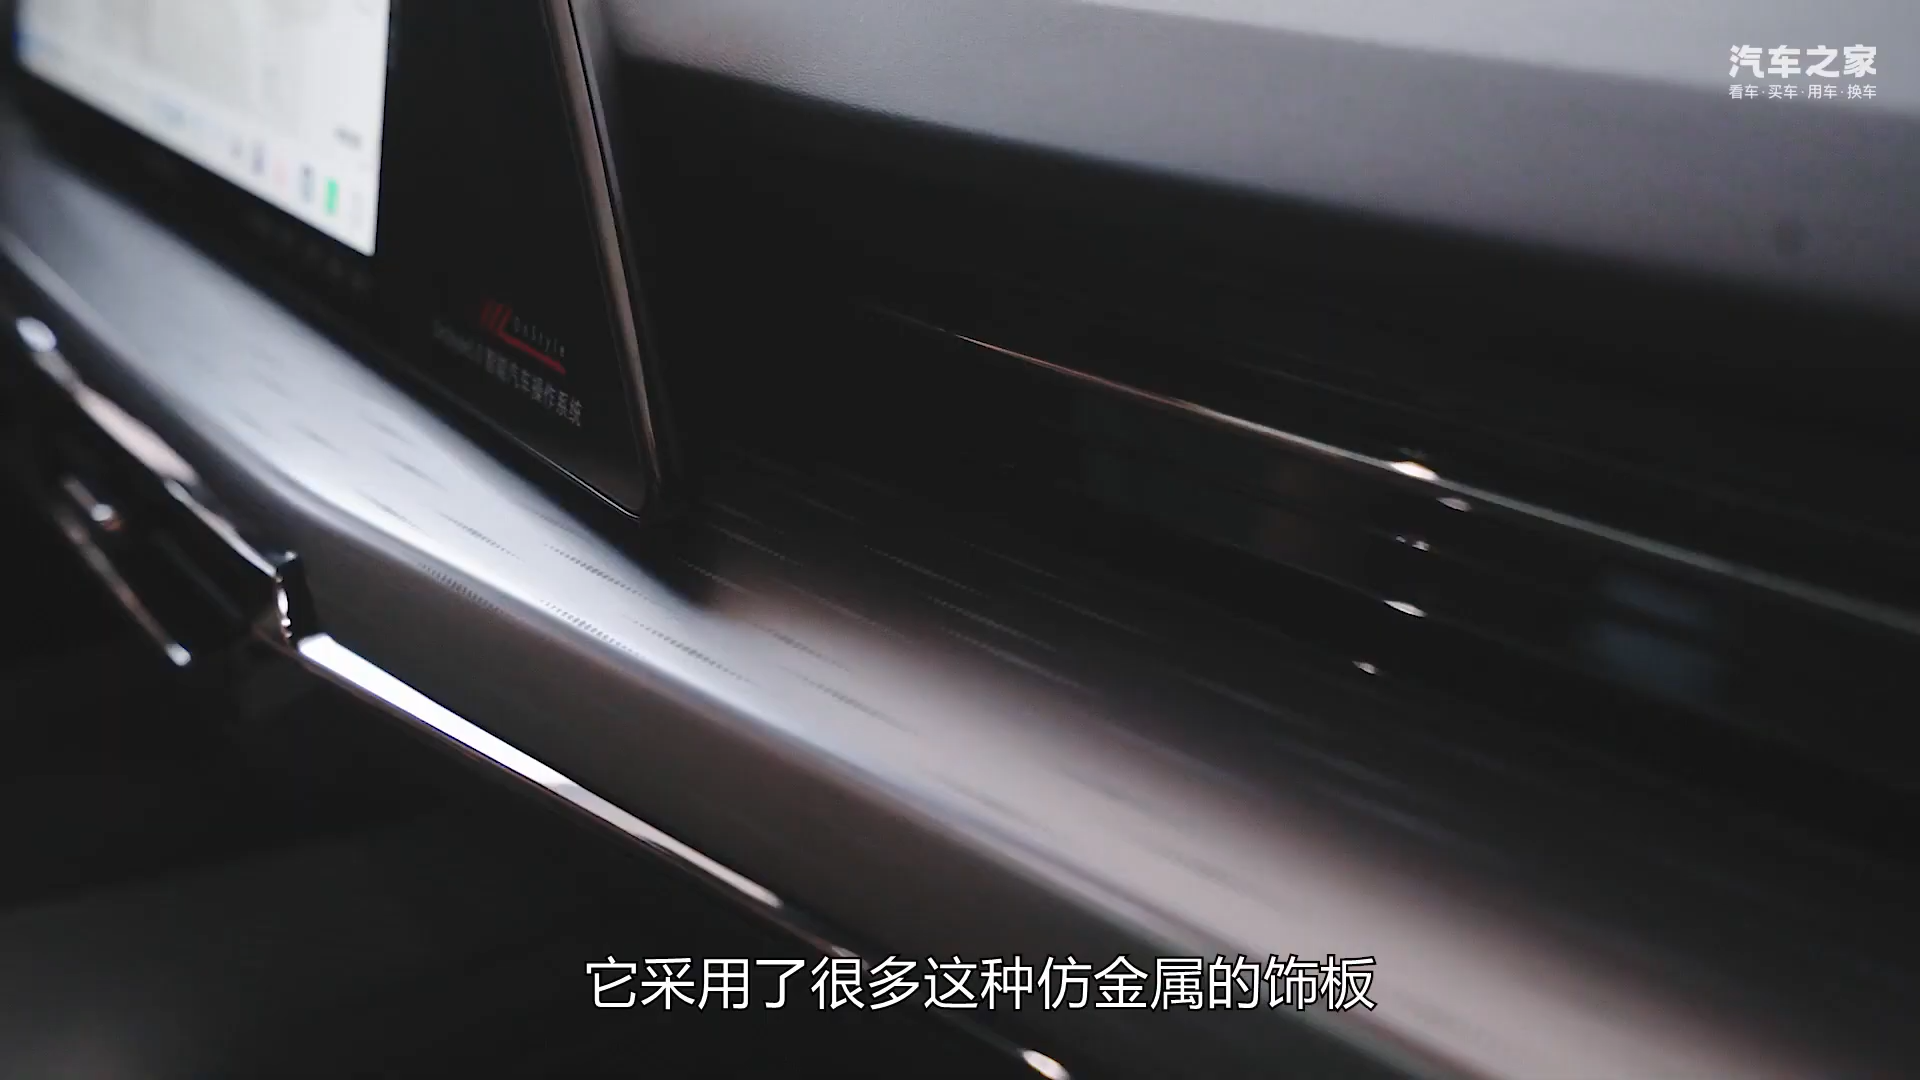 汽车之家
看车·买车·用车·换车
OnStyle
智能汽车操作系统
它采用了很多这种仿金属的饰板